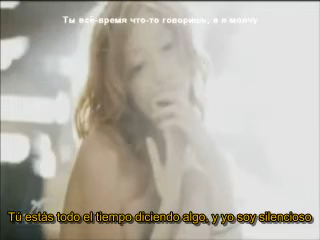 Ты всё-время что-то говоришь, а я молчу
Tú estás todo el tiempo diciendo algo, y yo soy silencioso